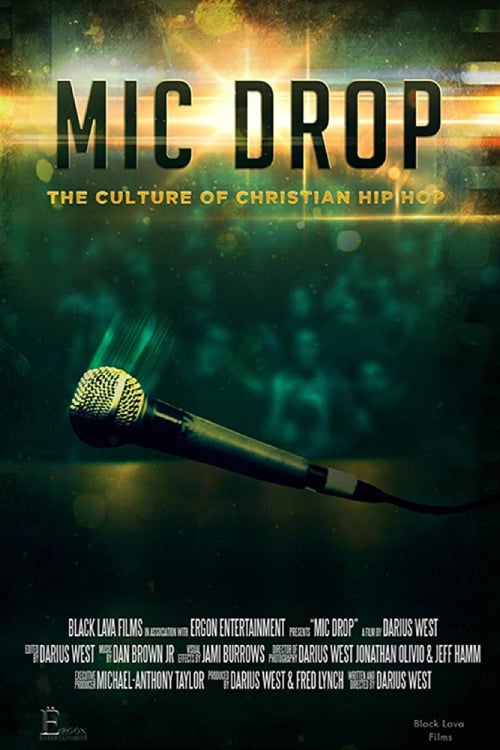 MIC DROP
THE CULTURE OF CHRISTIAN HIP HOP
BLACK LAVA FILMS IN ASSOCIATION WITH ERGON ENTERTAINMENT PRESENTS "MIC DROP" A FILM BY DARIUS WEST
EDITED BY DARIUS WEST MUSIC BY DAN BROWN JR VISUAL EFFECTS BY JAMI BURROWS DIRECTOR OF PHOTOGRAPHY DARIUS WEST JONATHAN OLIVIO & JEFF HAMM
EXECUTIVE PRODUCER MICHAEL-ANTHONY TAYLOR PRODUCED BY DARIUS WEST & FRED LYNCH WRITTEN AND DIRECTED BY DARIUS WEST
ERGON
ENTERTAINMENT
Black Lava
Films